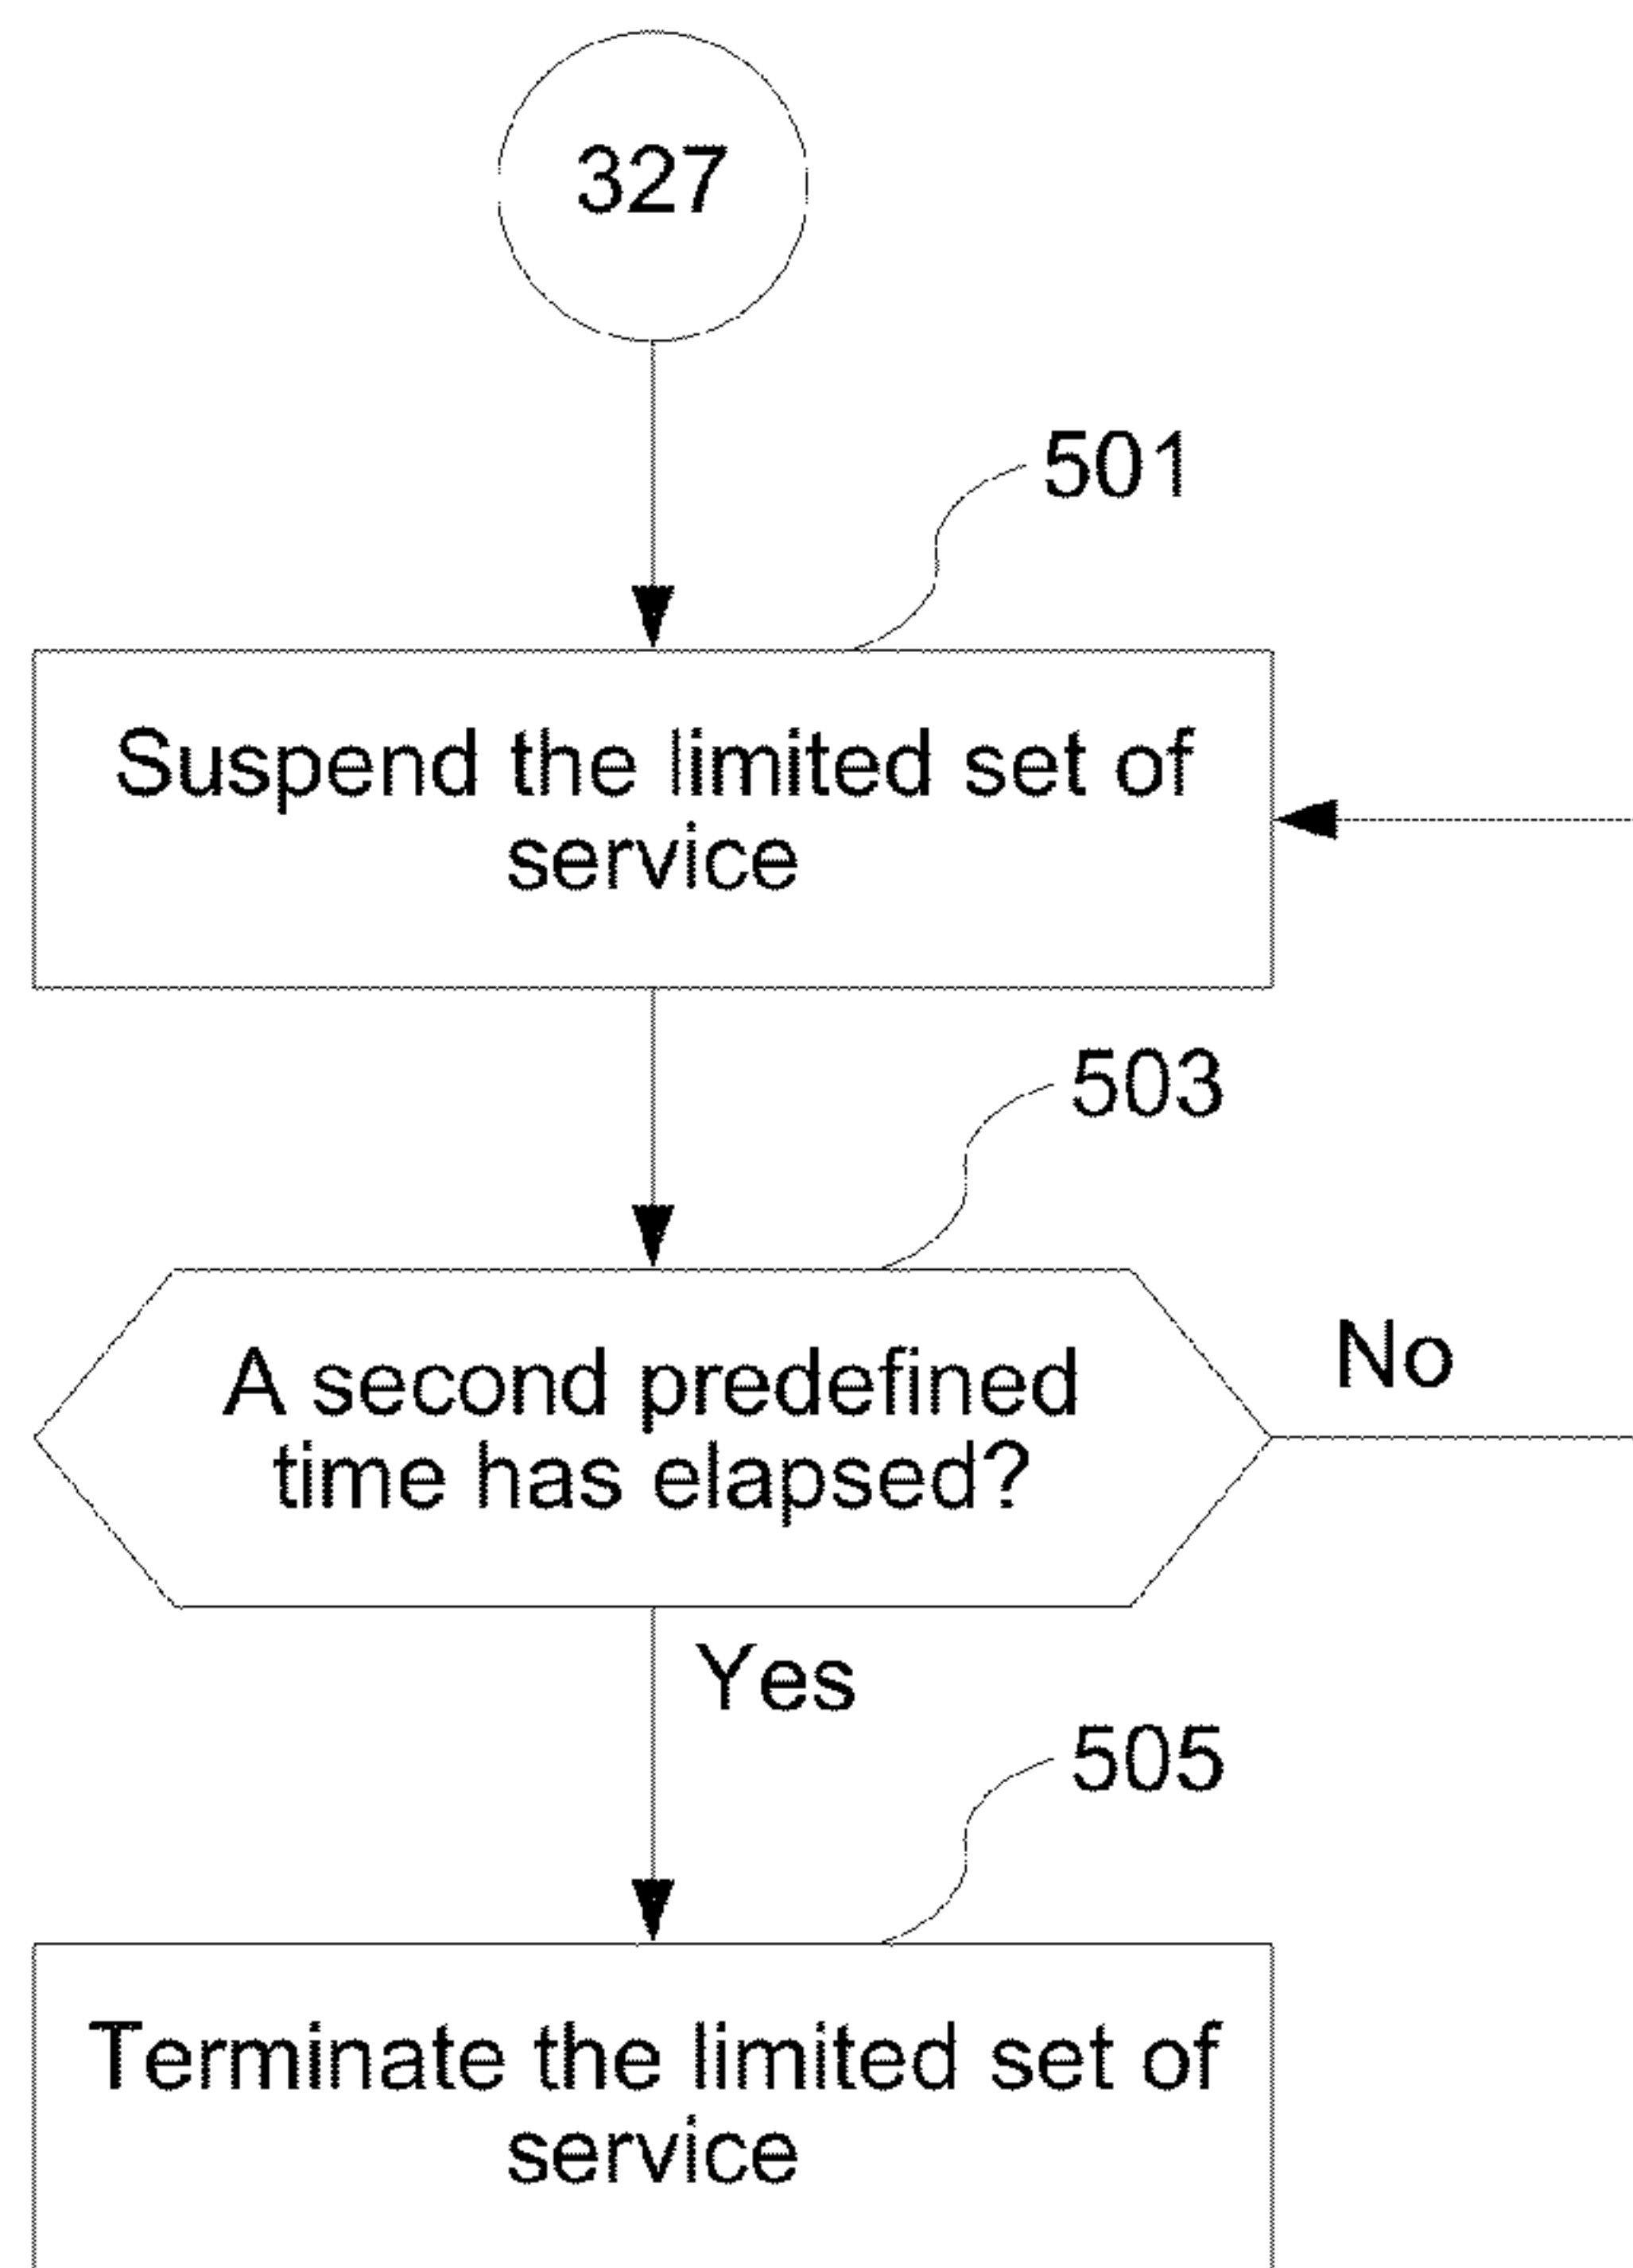 327
501
Suspend the limited set of
service
503
A second predefined
time has elapsed?
No
Yes
505
Terminate the limited set of
service